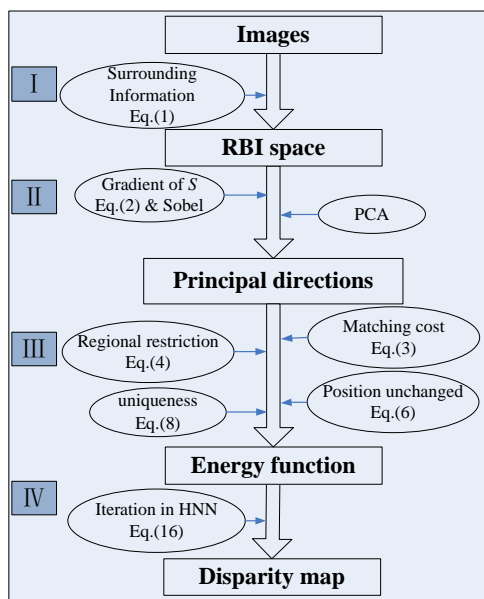 Images
Ⅰ
Surrounding
Information
Eq.(1)
RBI space
Ⅱ
Gradient of S
Eq.(2) & Sobel
PCA
Principal directions
Ⅲ
Regional restriction
Eq.(4)
Matching cost
Eq.(3)
uniqueness
Eq.(8)
Position unchanged
Eq.(6)
Energy function
Ⅳ
Iteration in HNN
Eq.(16)
Disparity map